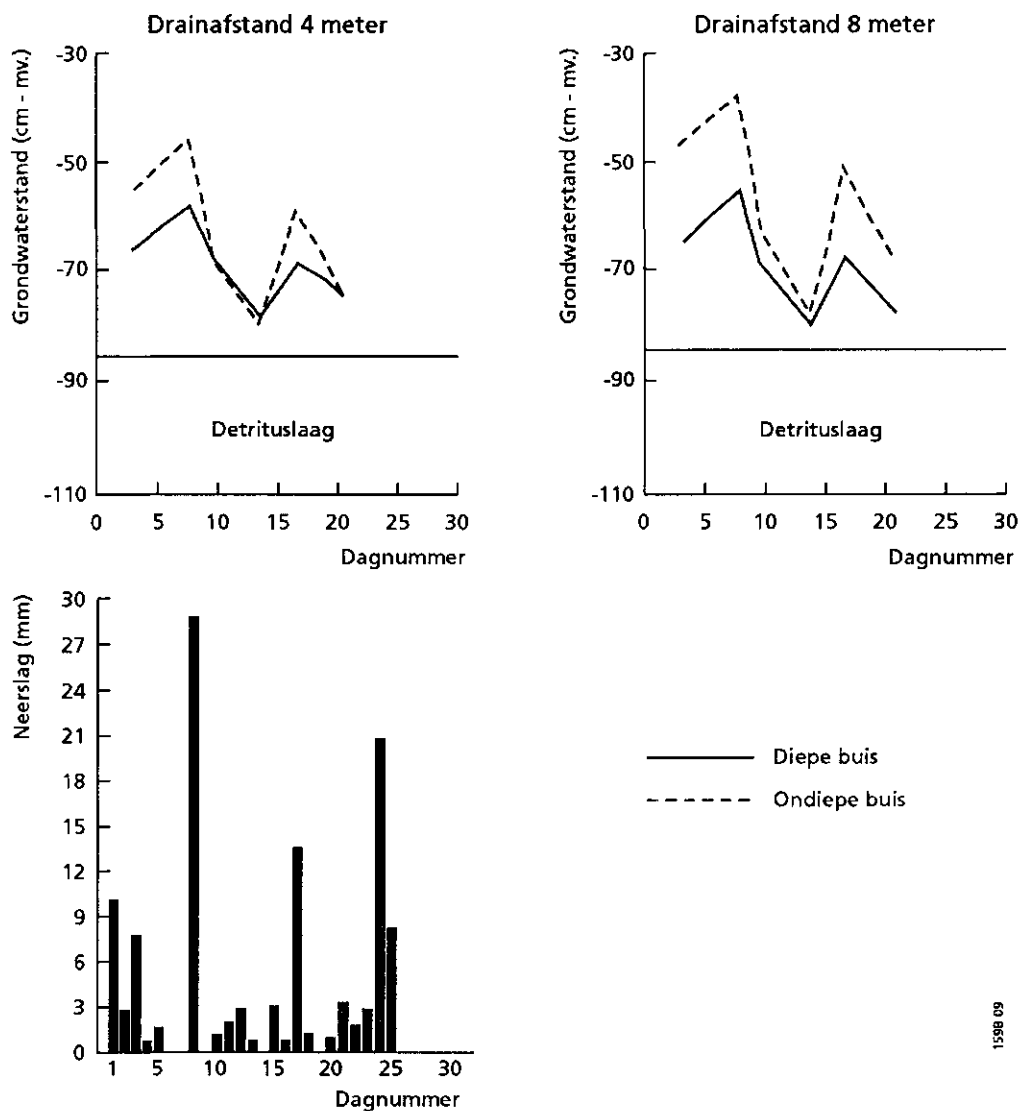 Drainafstand 4 meter
Grondwaterstand (cm - mv.)
-30
-50
-70
-90
-110
Detrituslaag
0 5 10 15 20 25 30
Dagnummer
Drainafstand 8 meter
Grondwaterstand (cm - mv.)
-30
-50
-70
-90
-110
Detrituslaag
0 5 10 15 20 25 30
Dagnummer
Neerslag (mm)
30
27
24
21
18
15
12
9
6
3
0
1 5 10 15 20 25 30
Dagnummer
Diepe buis
Ondiepe buis
1598 09